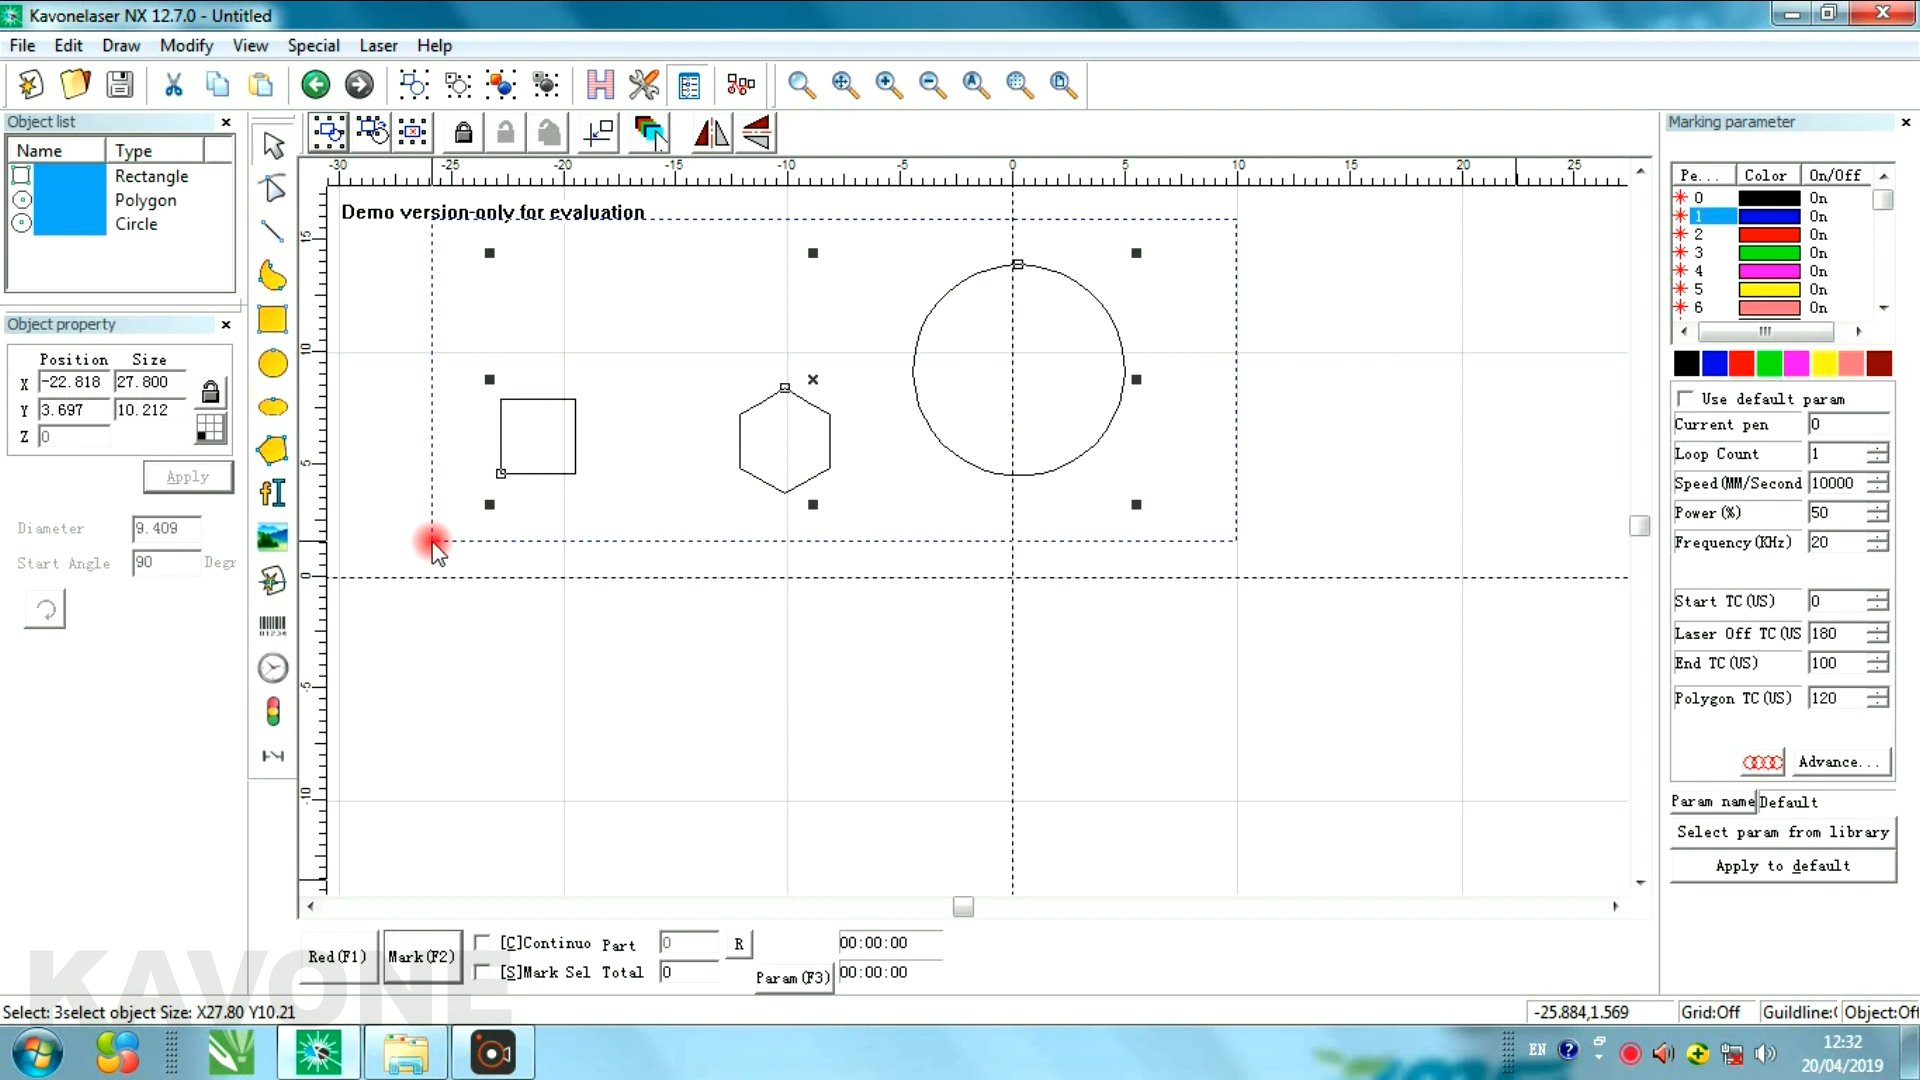 Kavonelaser NX 12.7.0 - Untitled
File Edit Draw Modify View Special Laser Help
Object list
Name Type
Rectangle
Polygon
Circle
Object property
Position Size
X -22.818 27.800
Y 3.697 10.212
Z 0
Apply
Diameter 9.409
Start Angle 90 Degr
-30 -25 -20 -15 -10 -5 0 5 10 15 20 25
15
10
5
0
-5
-10
Demo version-only for evaluation
Marking parameter
Pe... Color On/Off
0 On
1 On
2 On
3 On
4 On
5 On
6 On
Use default param
Current pen 0
Loop Count 1
Speed(MM/Second 10000
Power(%) 50
Frequency(KHz) 20
Start TC(US) 0
Laser Off TC(US 180
End TC(US) 100
Polygon TC(US) 120
Advance...
Param name Default
Select param from library
Apply to default
Red(F1) Mark(F2)
[C]Continuo Part 0 R 00:00:00
[S]Mark Sel Total 0 Param(F3) 00:00:00
KAVONE
Select: 3select object Size: X27.80 Y10.21
-25.884,1.569 Grid:Off Guildline:( Object:Off
EN
12:32
20/04/2019